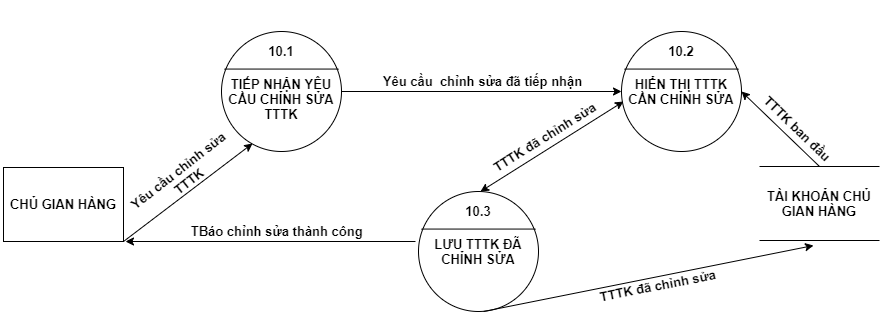 10.1
TIẾP NHẬN YÊU
CẦU CHỈNH SỬA
TTTK
Yêu cầu chỉnh sửa đã tiếp nhận
10.2
HIỂN THỊ TTTK
CẦN CHỈNH SỬA
Yêu cầu chỉnh sửa
TTTK
TTTK đã chỉnh sửa
TTTK ban đầu
CHỦ GIAN HÀNG
TÀI KHOẢN CHỦ
GIAN HÀNG
10.3
LƯU TTTK ĐÃ
CHỈNH SỬA
TBáo chỉnh sửa thành công
TTTK đã chỉnh sửa